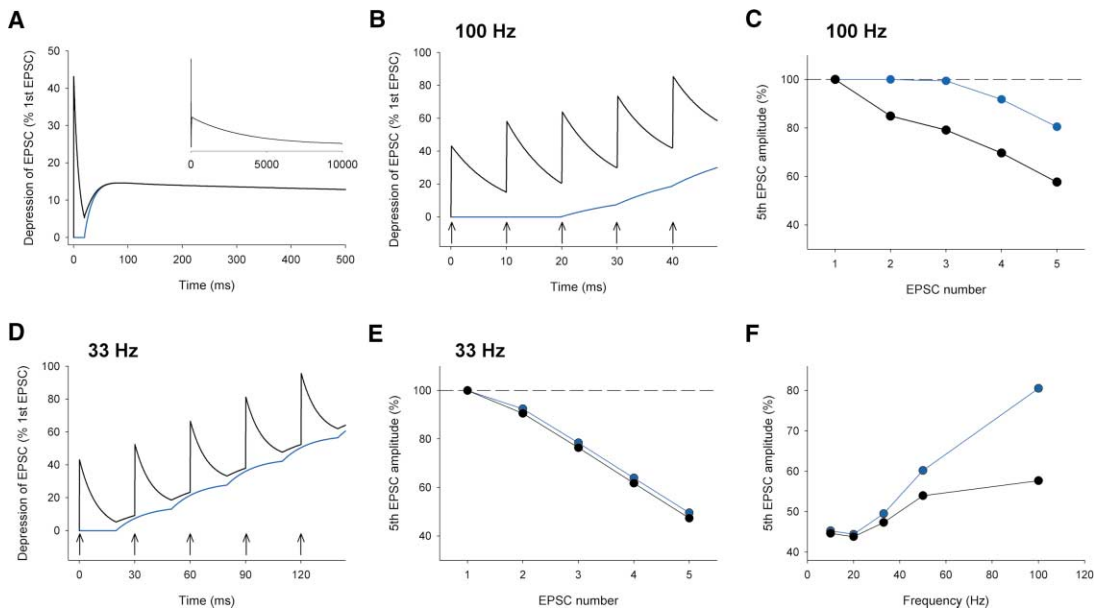 A
Depression of EPSC (% 1st EPSC)
50
40
30
20
10
0
0 5000 10000
0 100 200 300 400 500
Time (ms)
B
100 Hz
Depression of EPSC (% 1st EPSC)
120
100
80
60
40
20
0
0 10 20 30 40
Time (ms)
C
100 Hz
5th EPSC amplitude (%)
100
80
60
40
1 2 3 4 5
EPSC number
D
33 Hz
Depression of EPSC (% 1st EPSC)
100
80
60
40
20
0
0 30 60 90 120
Time (ms)
E
33 Hz
5th EPSC amplitude (%)
100
80
60
40
1 2 3 4 5
EPSC number
F
5th EPSC amplitude (%)
80
70
60
50
40
0 20 40 60 80 100 120
Frequency (Hz)